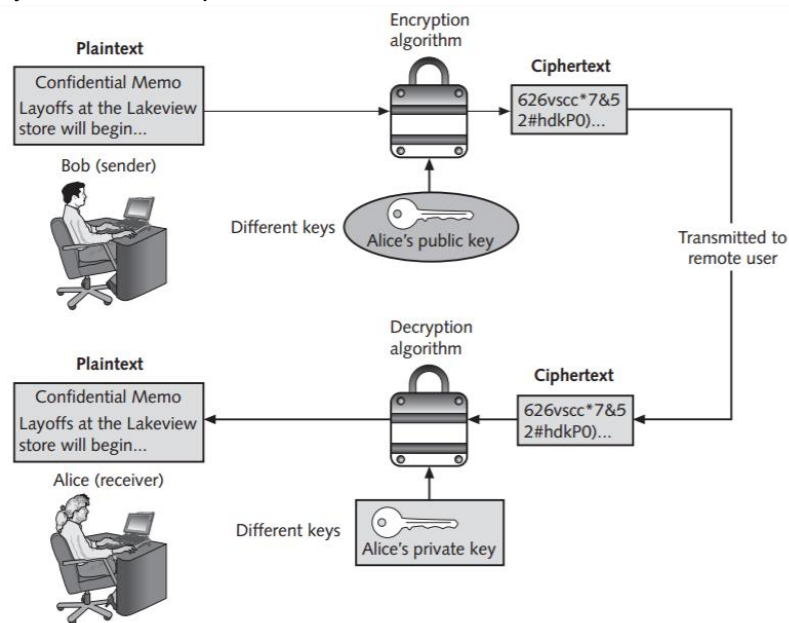 Encryption
algorithm
Plaintext
Confidential Memo
Layoffs at the Lakeview
store will begin...
Ciphertext
626vscc*7&5
2#hdkP0)...
Bob (sender)
Different keys
Alice's public key
Transmitted to
remote user
Decryption
algorithm
Plaintext
Confidential Memo
Layoffs at the Lakeview
store will begin...
Ciphertext
626vscc*7&5
2#hdkP0)...
Alice (receiver)
Different keys
Alice's private key